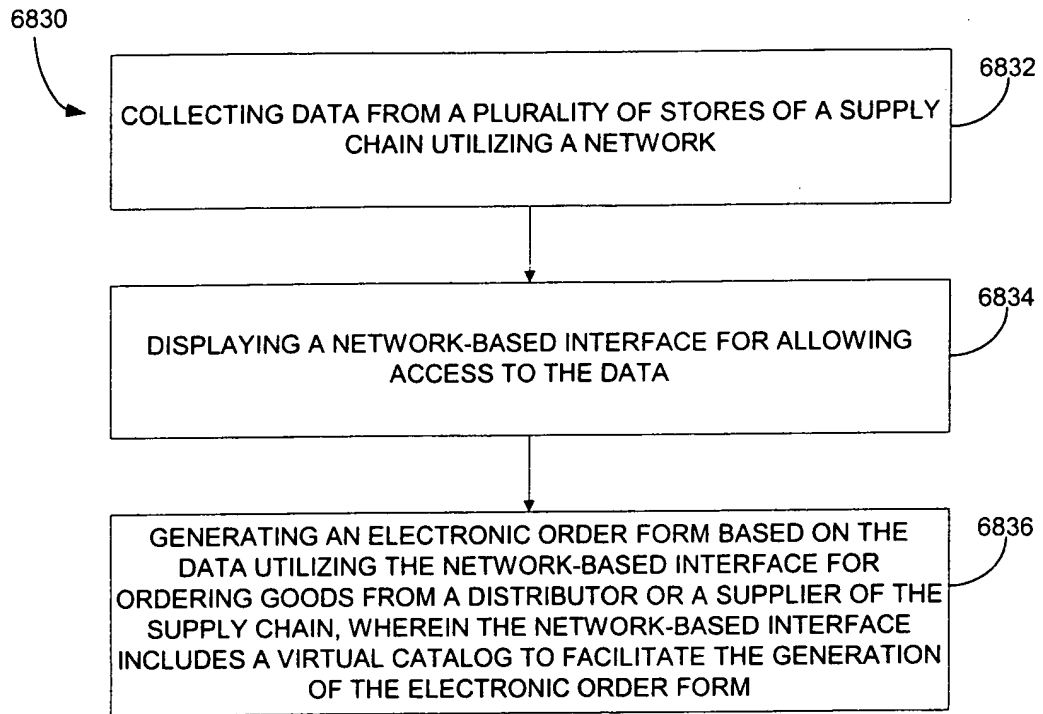 6830
6832
COLLECTING DATA FROM A PLURALITY OF STORES OF A SUPPLY
CHAIN UTILIZING A NETWORK
6834
DISPLAYING A NETWORK-BASED INTERFACE FOR ALLOWING
ACCESS TO THE DATA
6836
GENERATING AN ELECTRONIC ORDER FORM BASED ON THE
DATA UTILIZING THE NETWORK-BASED INTERFACE FOR
ORDERING GOODS FROM A DISTRIBUTOR OR A SUPPLIER OF THE
SUPPLY CHAIN, WHEREIN THE NETWORK-BASED INTERFACE
INCLUDES A VIRTUAL CATALOG TO FACILITATE THE GENERATION
OF THE ELECTRONIC ORDER FORM